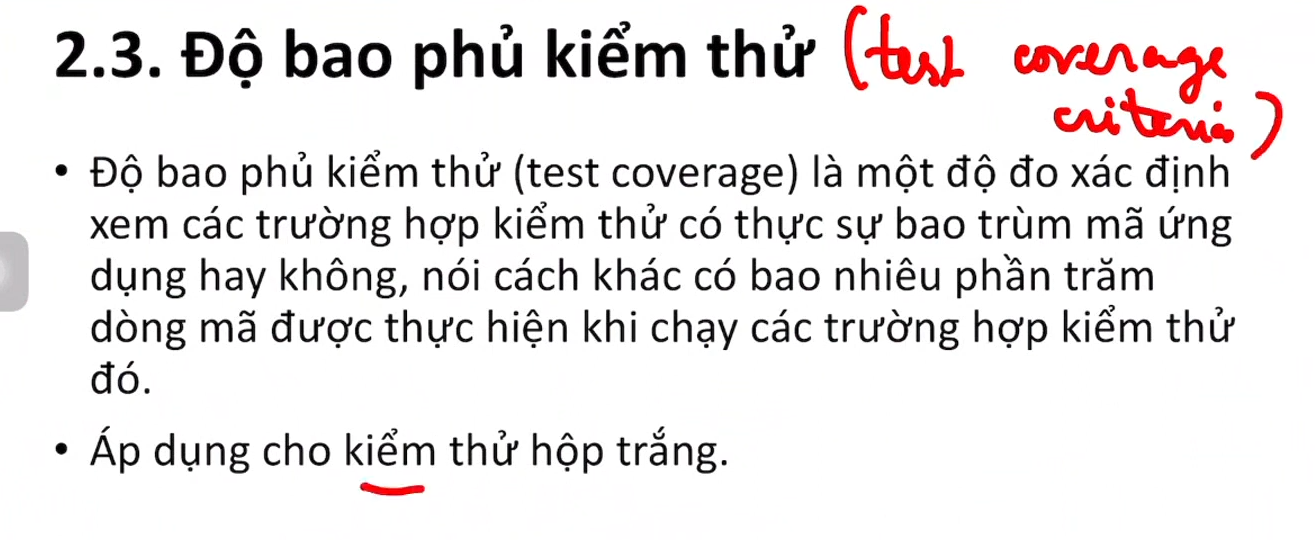 2.3. Độ bao phủ kiểm thử (test coverage
criteria)
• Độ bao phủ kiểm thử (test coverage) là một độ đo xác định
xem các trường hợp kiểm thử có thực sự bao trùm mã ứng
dụng hay không, nói cách khác có bao nhiêu phần trăm
dòng mã được thực hiện khi chạy các trường hợp kiểm thử
đó.
• Áp dụng cho kiểm thử hộp trắng.